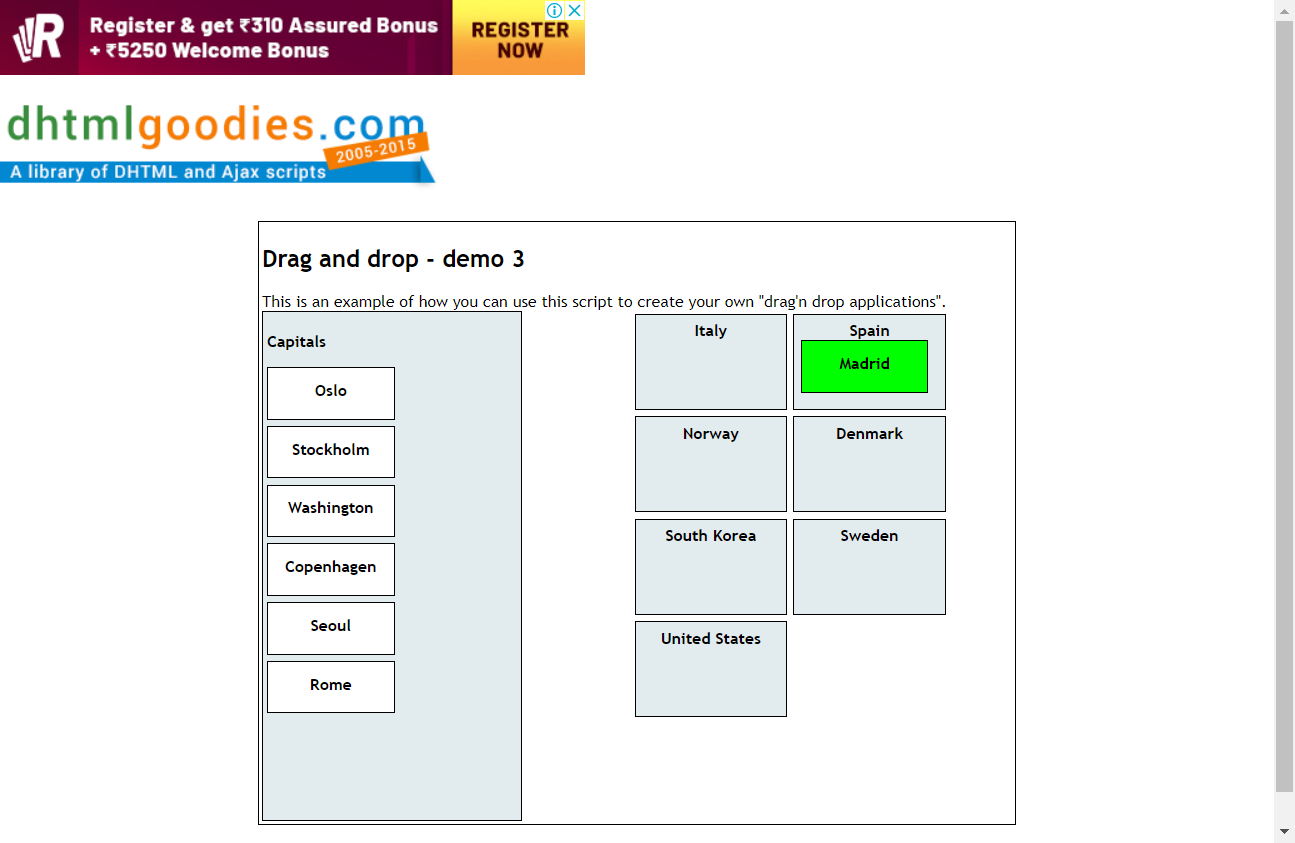 Register & get ₹310 Assured Bonus
+ ₹5250 Welcome Bonus
REGISTER
NOW
dhtmlgoodies.com
2005-2015
A library of DHTML and Ajax scripts
Drag and drop - demo 3
This is an example of how you can use this script to create your own "drag'n drop applications".
Capitals
Oslo
Stockholm
Washington
Copenhagen
Seoul
Rome
Italy
Spain
Madrid
Norway
Denmark
South Korea
Sweden
United States